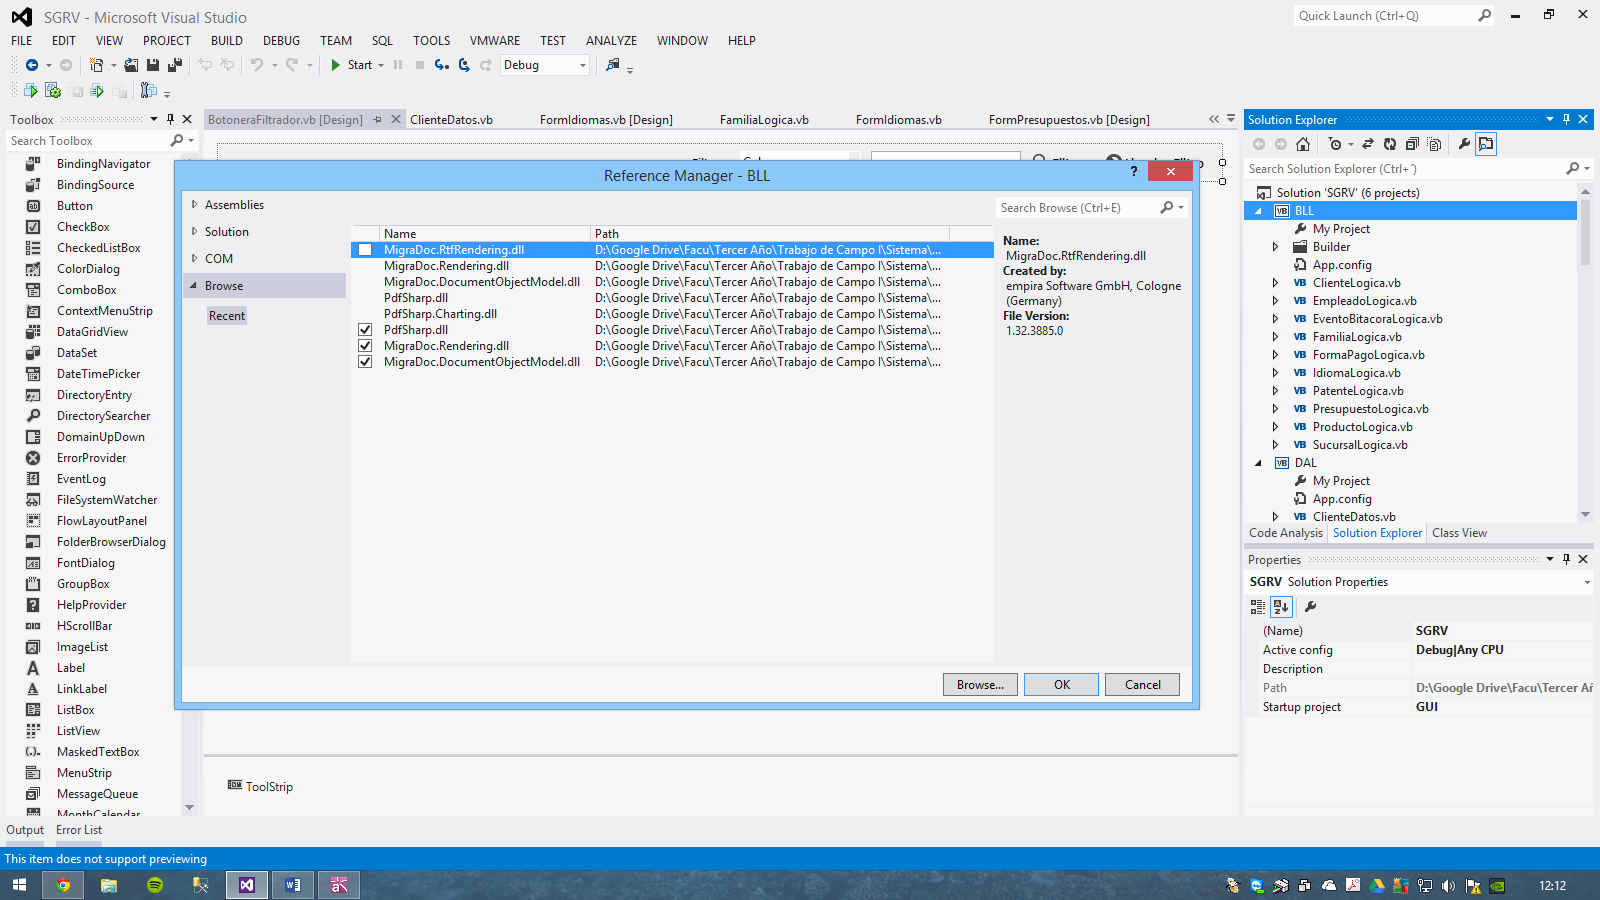 SGRV - Microsoft Visual Studio
Quick Launch (Ctrl+Q)
FILE EDIT VIEW PROJECT BUILD DEBUG TEAM SQL TOOLS VMWARE TEST ANALYZE WINDOW HELP
Start Debug
Toolbox
Search Toolbox
BindingNavigator
BindingSource
Button
CheckBox
CheckedListBox
ColorDialog
ComboBox
ContextMenuStrip
DataGridView
DataSet
DateTimePicker
DirectoryEntry
DirectorySearcher
DomainUpDown
ErrorProvider
EventLog
FileSystemWatcher
FlowLayoutPanel
FolderBrowserDialog
FontDialog
GroupBox
HelpProvider
HScrollBar
ImageList
Label
LinkLabel
ListBox
ListView
MaskedTextBox
MenuStrip
MessageQueue
MonthCalendar
Output Error List
BotoneraFiltrador.vb [Design] ClienteDatos.vb FormIdiomas.vb [Design] FamiliaLogica.vb FormIdiomas.vb FormPresupuestos.vb [Design]
Reference Manager - BLL
?
Assemblies
Solution
COM
Browse
Recent
Search Browse (Ctrl+E)
Name Path
MigraDoc.RtfRendering.dll D:\Google Drive\Facu\Tercer Año\Trabajo de Campo I\Sistema\...
MigraDoc.Rendering.dll D:\Google Drive\Facu\Tercer Año\Trabajo de Campo I\Sistema\...
MigraDoc.DocumentObjectModel.dll D:\Google Drive\Facu\Tercer Año\Trabajo de Campo I\Sistema\...
PdfSharp.dll D:\Google Drive\Facu\Tercer Año\Trabajo de Campo I\Sistema\...
PdfSharp.Charting.dll D:\Google Drive\Facu\Tercer Año\Trabajo de Campo I\Sistema\...
PdfSharp.dll D:\Google Drive\Facu\Tercer Año\Trabajo de Campo I\Sistema\...
MigraDoc.Rendering.dll D:\Google Drive\Facu\Tercer Año\Trabajo de Campo I\Sistema\...
MigraDoc.DocumentObjectModel.dll D:\Google Drive\Facu\Tercer Año\Trabajo de Campo I\Sistema\...
Name:
MigraDoc.RtfRendering.dll
Created by:
empira Software GmbH, Cologne
(Germany)
File Version:
1.32.3885.0
Browse... OK Cancel
ToolStrip
Solution Explorer
Search Solution Explorer (Ctrl+´)
Solution 'SGRV' (6 projects)
BLL
My Project
Builder
App.config
ClienteLogica.vb
EmpleadoLogica.vb
EventoBitacoraLogica.vb
FamiliaLogica.vb
FormaPagoLogica.vb
IdiomaLogica.vb
PatenteLogica.vb
PresupuestoLogica.vb
ProductoLogica.vb
SucursalLogica.vb
DAL
My Project
App.config
ClienteDatos.vb
Code Analysis Solution Explorer Class View
Properties
SGRV Solution Properties
(Name) SGRV
Active config Debug|Any CPU
Description
Path D:\Google Drive\Facu\Tercer Añ
Startup project GUI
This item does not support previewing
12:12